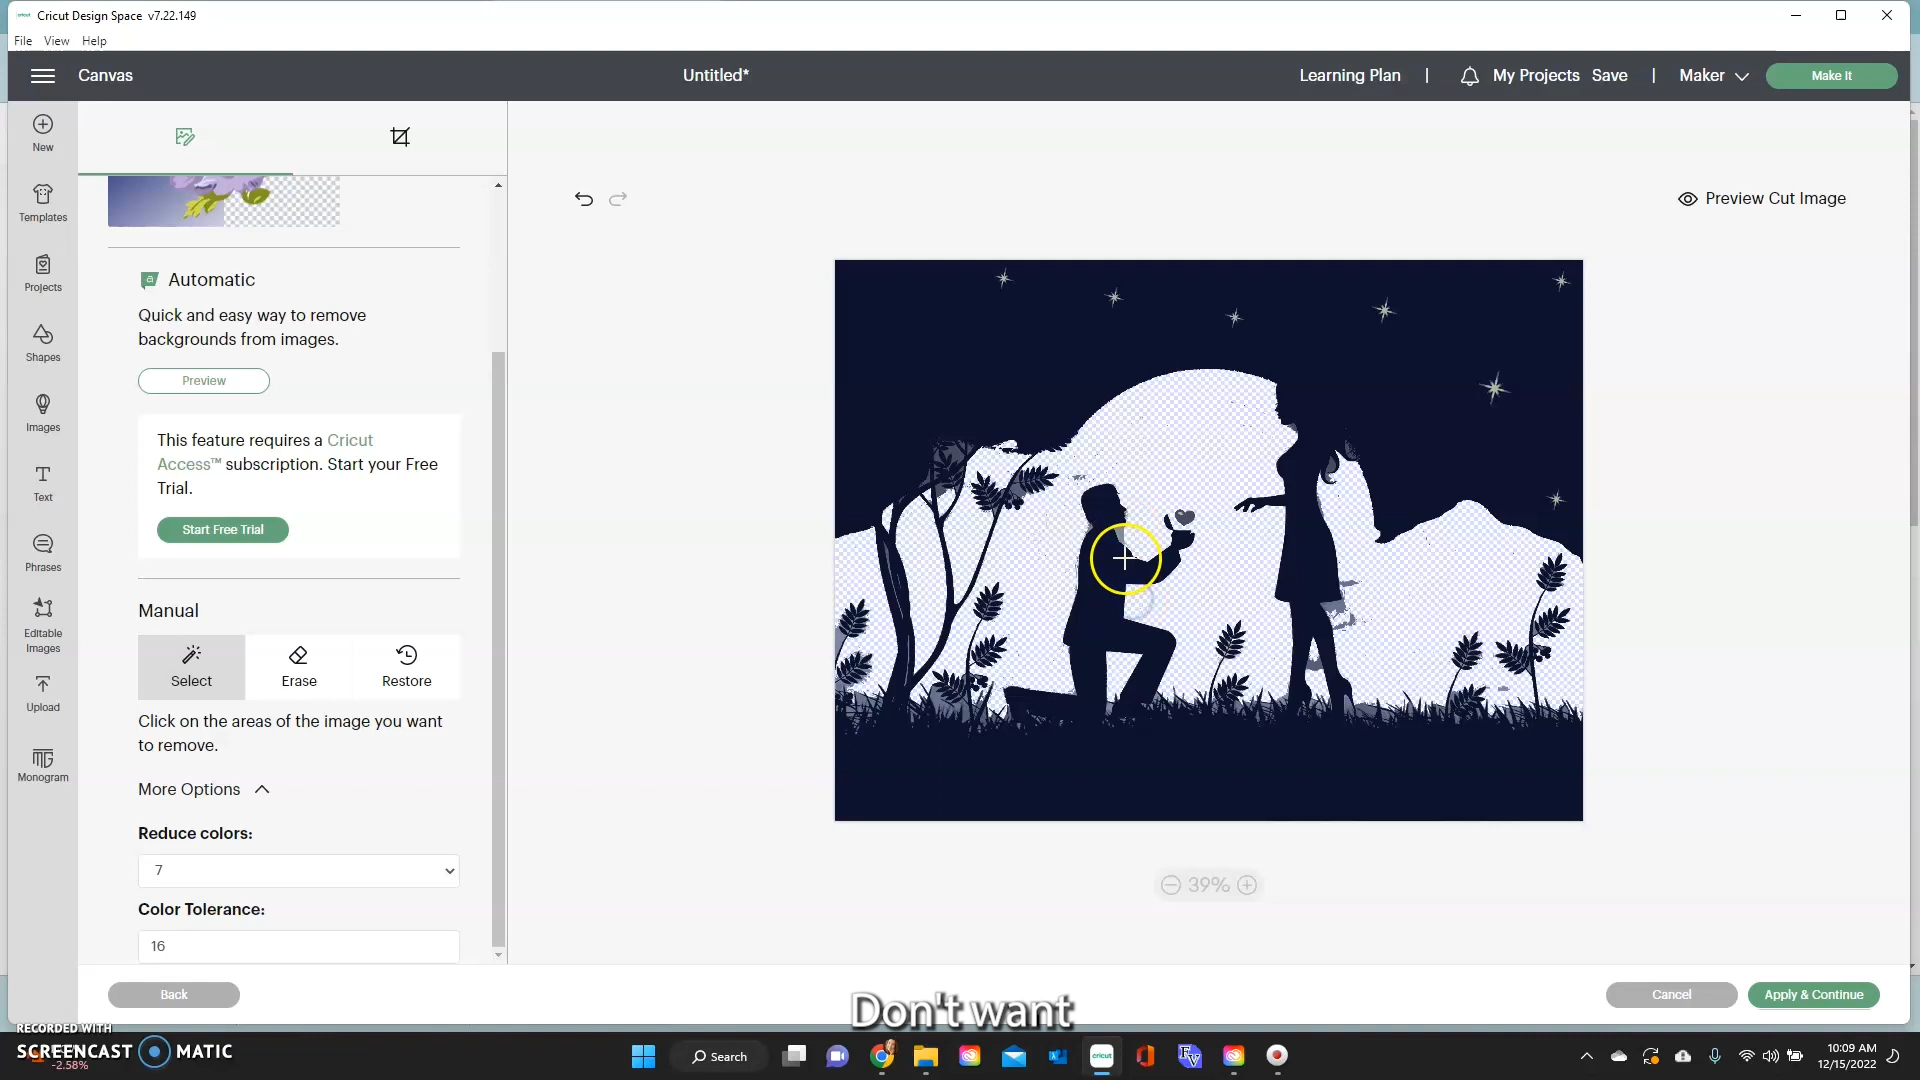 cricut Cricut Design Space v7.22.149
File View Help
Canvas Untitled* Learning Plan | My Projects Save | Maker Make It
New
Templates
Projects
Shapes
Images
Text
Phrases
Editable
Images
Upload
Monogram
a Automatic
Quick and easy way to remove
backgrounds from images.
Preview
This feature requires a Cricut
Access™ subscription. Start your Free
Trial.
Start Free Trial
Manual
Select Erase Restore
Click on the areas of the image you want
to remove.
More Options
Reduce colors:
7
Color Tolerance:
16
Back
Preview Cut Image
39%
Cancel Apply & Continue
Don't want
RECORDED WITH
SCREENCAST MATIC
-2.58%
Search
cricut
10:09 AM
12/15/2022